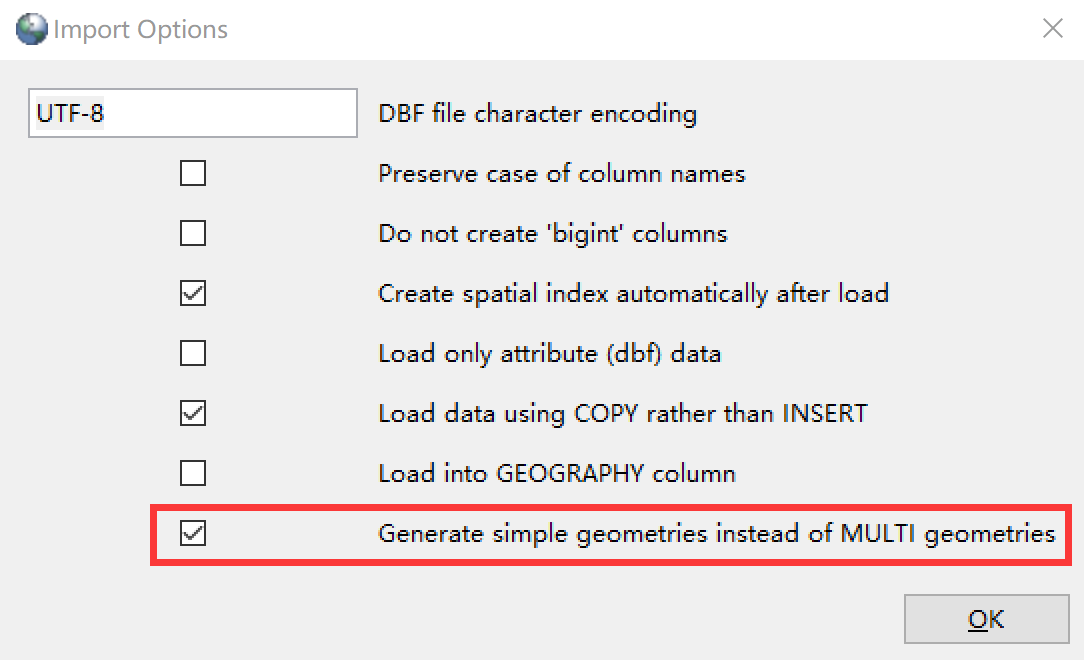 Import Options
UTF-8 DBF file character encoding
Preserve case of column names
Do not create 'bigint' columns
Create spatial index automatically after load
Load only attribute (dbf) data
Load data using COPY rather than INSERT
Load into GEOGRAPHY column
Generate simple geometries instead of MULTI geometries
OK